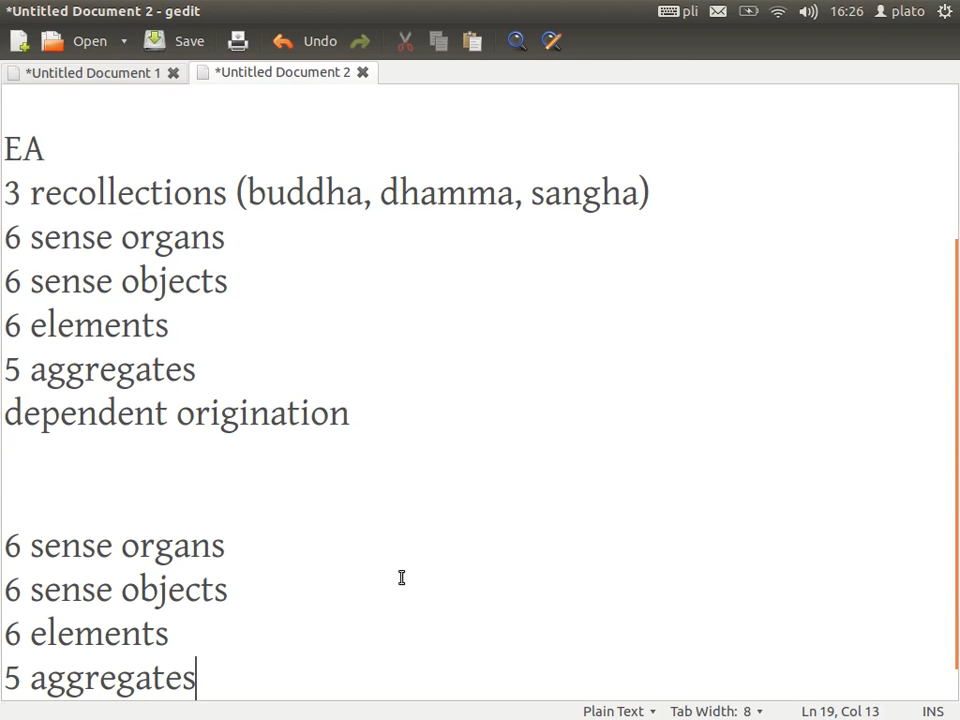 *Untitled Document 2 - gedit pli 16:26 plato
Open Save Undo
*Untitled Document 1 *Untitled Document 2
EA
3 recollections (buddha, dhamma, sangha)
6 sense organs
6 sense objects
6 elements
5 aggregates
dependent origination
6 sense organs
6 sense objects
6 elements
5 aggregates
Plain Text Tab Width: 8 Ln 19, Col 13 INS